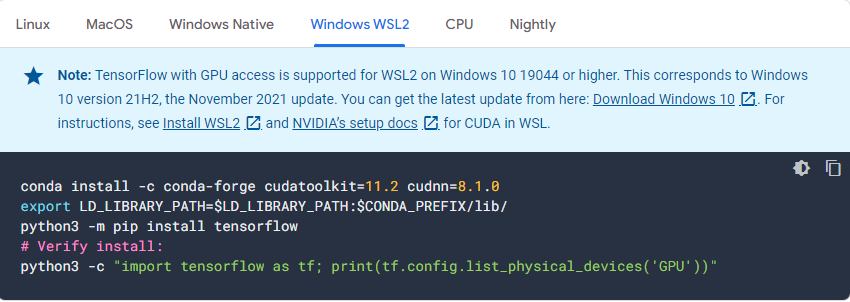 Linux MacOS Windows Native Windows WSL2 CPU Nightly
Note: TensorFlow with GPU access is supported for WSL2 on Windows 10 19044 or higher. This corresponds to Windows
10 version 21H2, the November 2021 update. You can get the latest update from here: Download Windows 10. For
instructions, see Install WSL2 and NVIDIA's setup docs for CUDA in WSL.
conda install -c conda-forge cudatoolkit=11.2 cudnn=8.1.0
export LD_LIBRARY_PATH=$LD_LIBRARY_PATH:$CONDA_PREFIX/lib/
python3 -m pip install tensorflow
# Verify install:
python3 -c "import tensorflow as tf; print(tf.config.list_physical_devices('GPU'))"